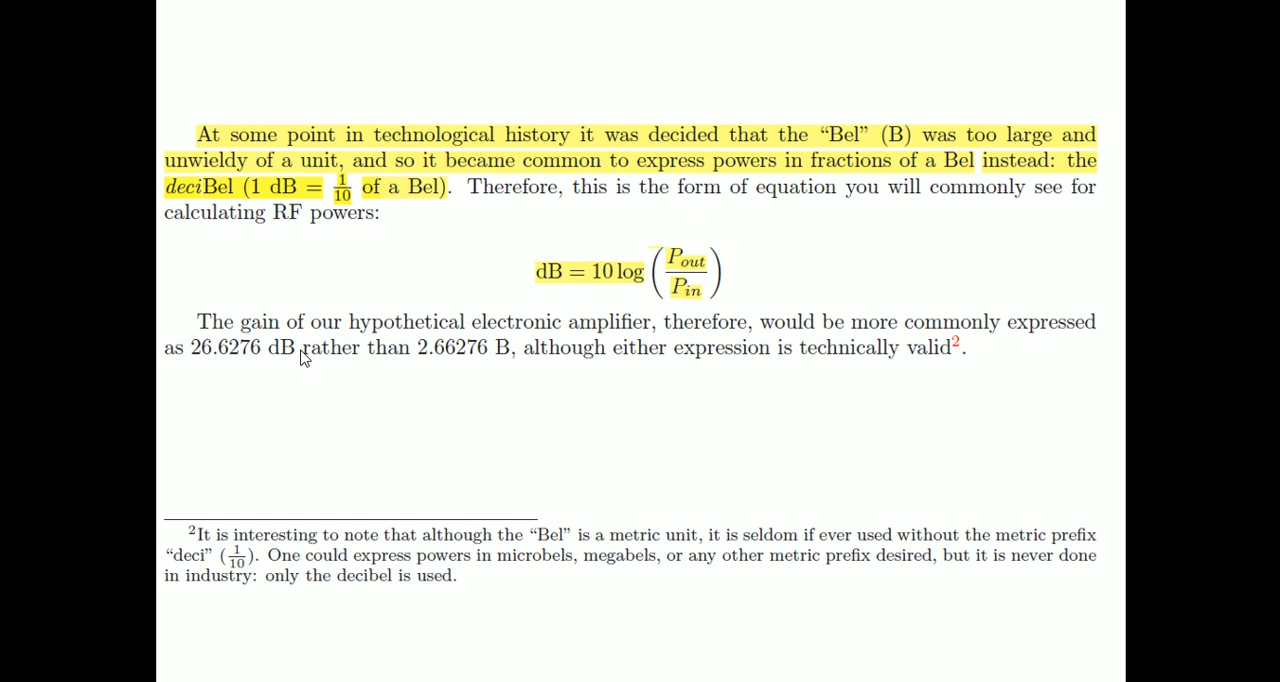 At some point in technological history it was decided that the “Bel” (B) was too large and
unwieldy of a unit, and so it became common to express powers in fractions of a Bel instead: the
deciBel (1 dB = 1/10 of a Bel). Therefore, this is the form of equation you will commonly see for
calculating RF powers:
dB = 10 log (P_out / P_in)
The gain of our hypothetical electronic amplifier, therefore, would be more commonly expressed
as 26.6276 dB rather than 2.66276 B, although either expression is technically valid².
²It is interesting to note that although the “Bel” is a metric unit, it is seldom if ever used without the metric prefix
“deci” (1/10). One could express powers in microbels, megabels, or any other metric prefix desired, but it is never done
in industry: only the decibel is used.